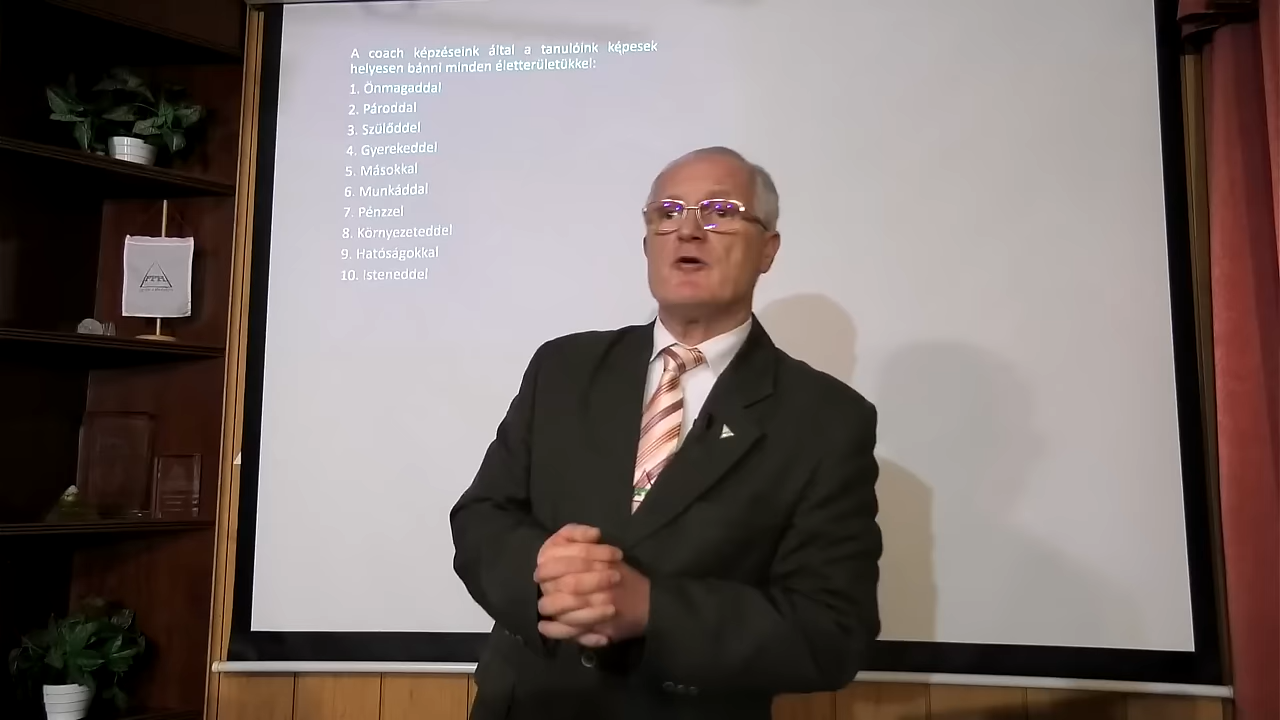 A coach képzéseink által a tanulóink képesek
helyesen bánni minden életterületükkel:
1. Önmagaddal
2. Pároddal
3. Szülőddel
4. Gyerekeddel
5. Másokkal
6. Munkáddal
7. Pénzzel
8. Környezeteddel
9. Hatóságokkal
10. Isteneddel